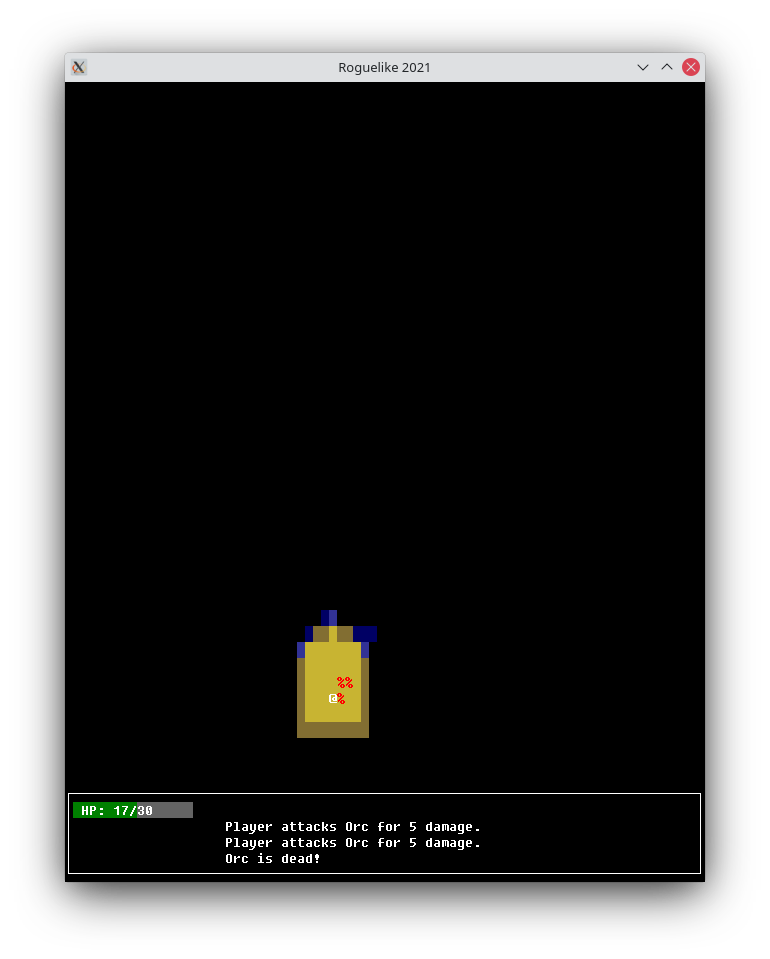 Roguelike 2021
%%
@%
HP: 17/30
Player attacks Orc for 5 damage.
Player attacks Orc for 5 damage.
Orc is dead!